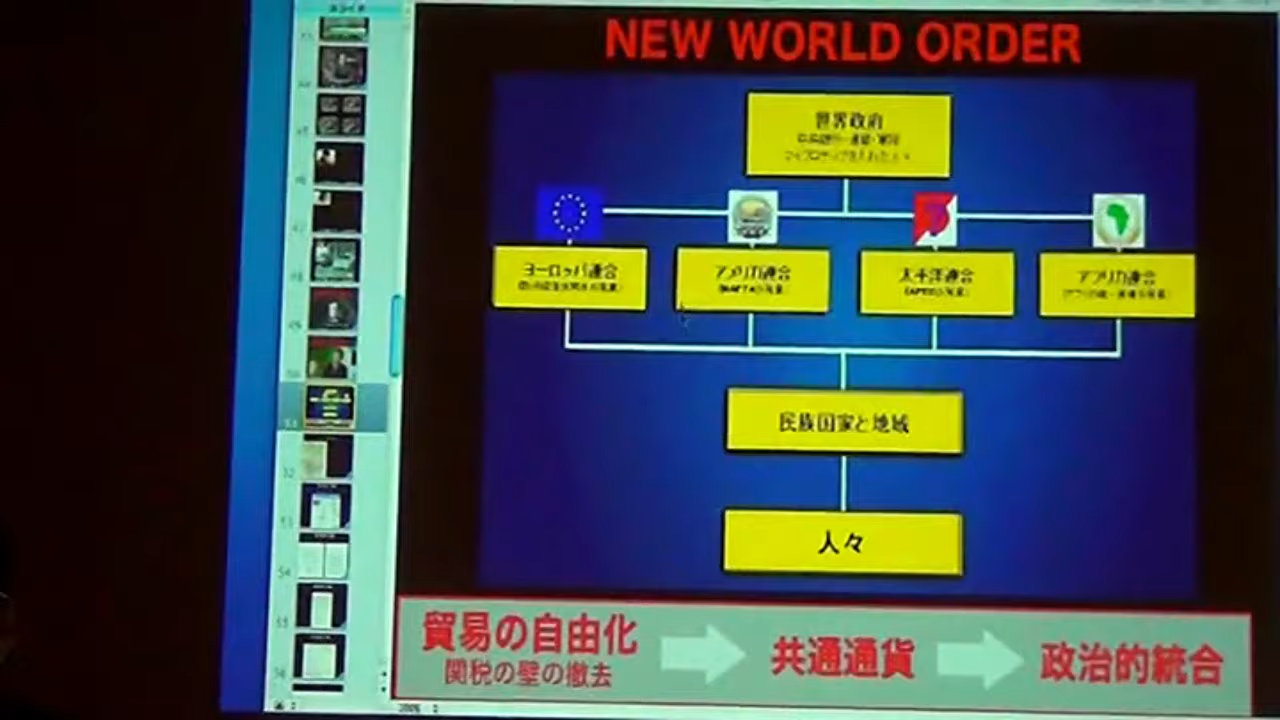 NEW WORLD ORDER
世界政府
ヨーロッパ連合
アメリカ連合
太平洋連合
アフリカ連合
民族国家と地域
人々
貿易の自由化
関税の壁の撤去
共通通貨
政治的統合